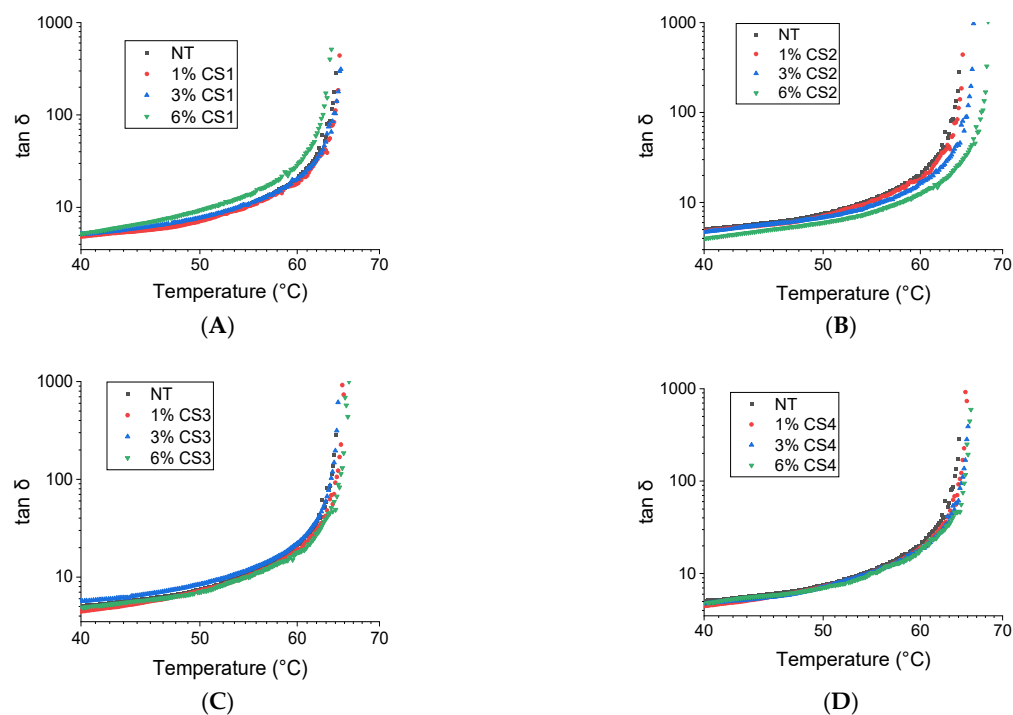 1000
100
10
tan δ
NT
1% CS1
3% CS1
6% CS1
40
50
60
70
Temperature (°C)
(A)
1000
100
10
tan δ
NT
1% CS2
3% CS2
6% CS2
40
50
60
70
Temperature (°C)
(B)
1000
100
10
tan δ
NT
1% CS3
3% CS3
6% CS3
40
50
60
70
Temperature (°C)
(C)
1000
100
10
tan δ
NT
1% CS4
3% CS4
6% CS4
40
50
60
70
Temperature (°C)
(D)